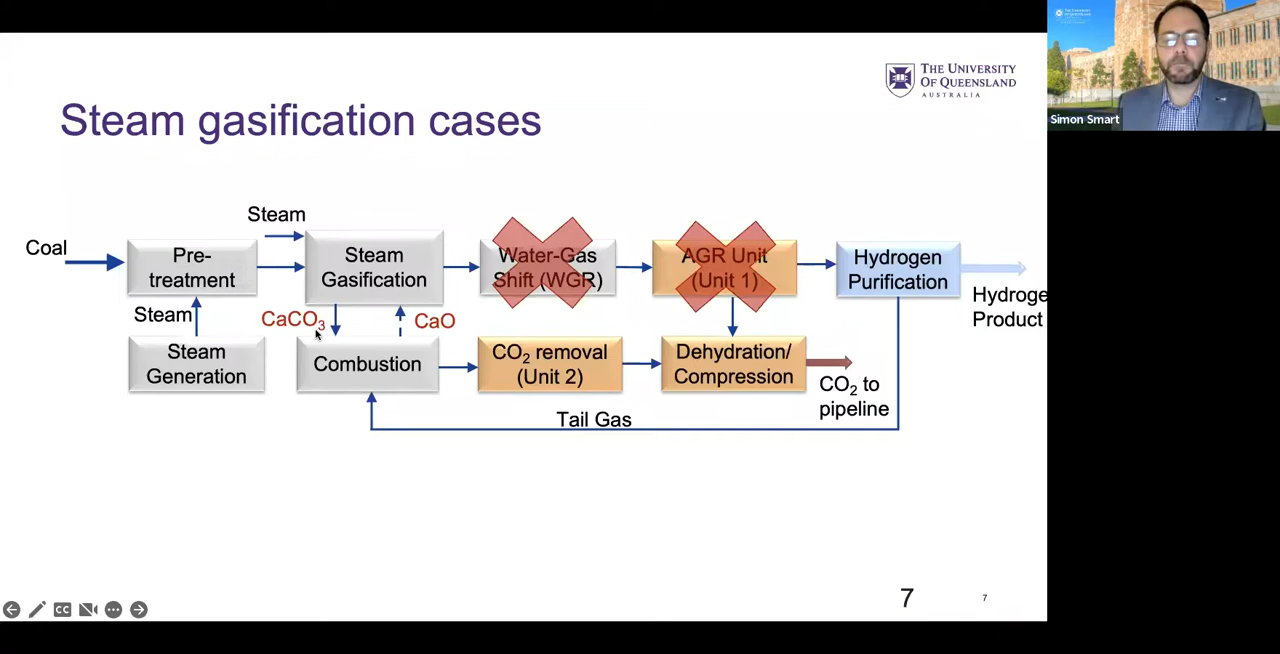 THE UNIVERSITY
OF QUEENSLAND
AUSTRALIA
Simon Smart
Steam gasification cases
Coal
Steam
Pre-
treatment
Steam
Gasification
Water-Gas
Shift (WGR)
AGR Unit
(Unit 1)
Hydrogen
Purification
Hydroge
Product
Steam
CaCO3
CaO
Steam
Generation
Combustion
CO2 removal
(Unit 2)
Dehydration/
Compression
CO2 to
pipeline
Tail Gas
CC
7
7